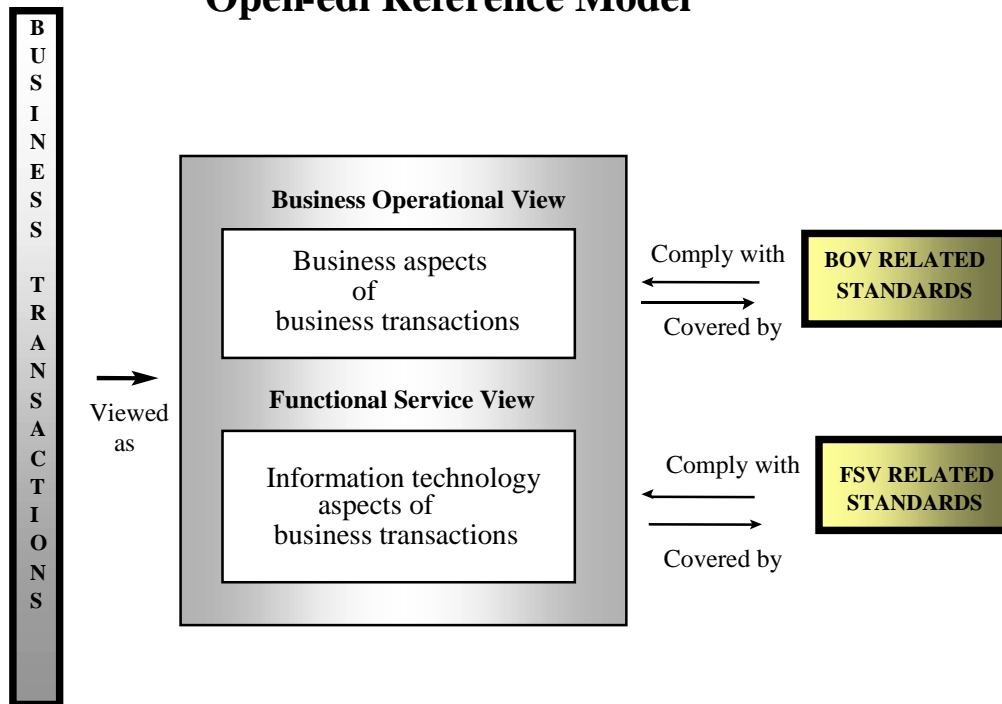 Open-edi Reference Model
BUSINESS TRANSACTIONS
Viewed
as
Business Operational View
Business aspects
of
business transactions
Functional Service View
Information technology
aspects of
business transactions
Comply with
Covered by
BOV RELATED
STANDARDS
Comply with
Covered by
FSV RELATED
STANDARDS